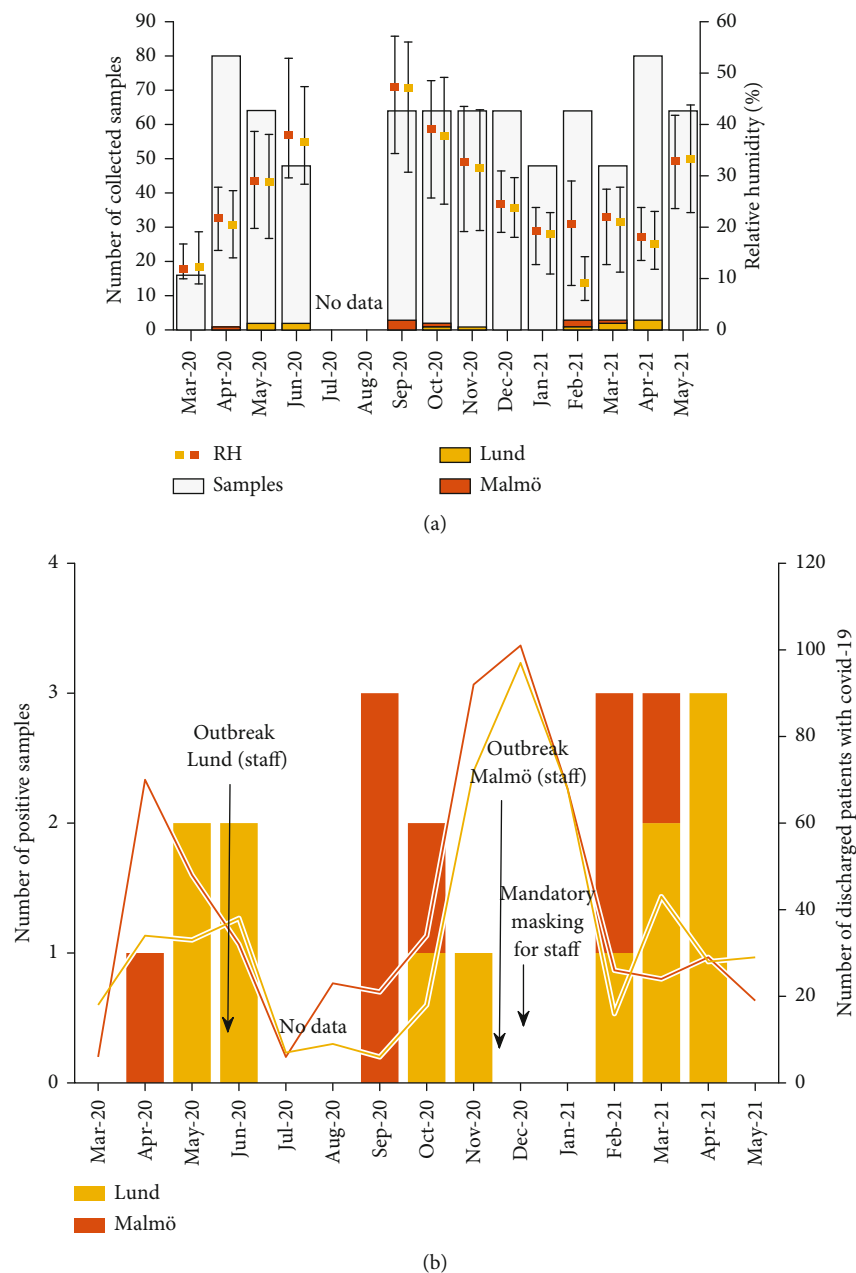 90
80
70
60
50
40
30
20
10
0
Number of collected samples
60
50
40
30
20
10
0
Relative humidity (%)
No data
Mar-20
Apr-20
May-20
Jun-20
Jul-20
Aug-20
Sep-20
Oct-20
Nov-20
Dec-20
Jan-21
Feb-21
Mar-21
Apr-21
May-21
RH
Samples
Lund
Malmö
(a)
4
3
2
1
0
Number of positive samples
120
100
80
60
40
20
0
Number of discharged patients with covid-19
Outbreak
Lund (staff)
Outbreak
Malmö (staff)
Mandatory
masking
for staff
No data
Mar-20
Apr-20
May-20
Jun-20
Jul-20
Aug-20
Sep-20
Oct-20
Nov-20
Dec-20
Jan-21
Feb-21
Mar-21
Apr-21
May-21
Lund
Malmö
(b)